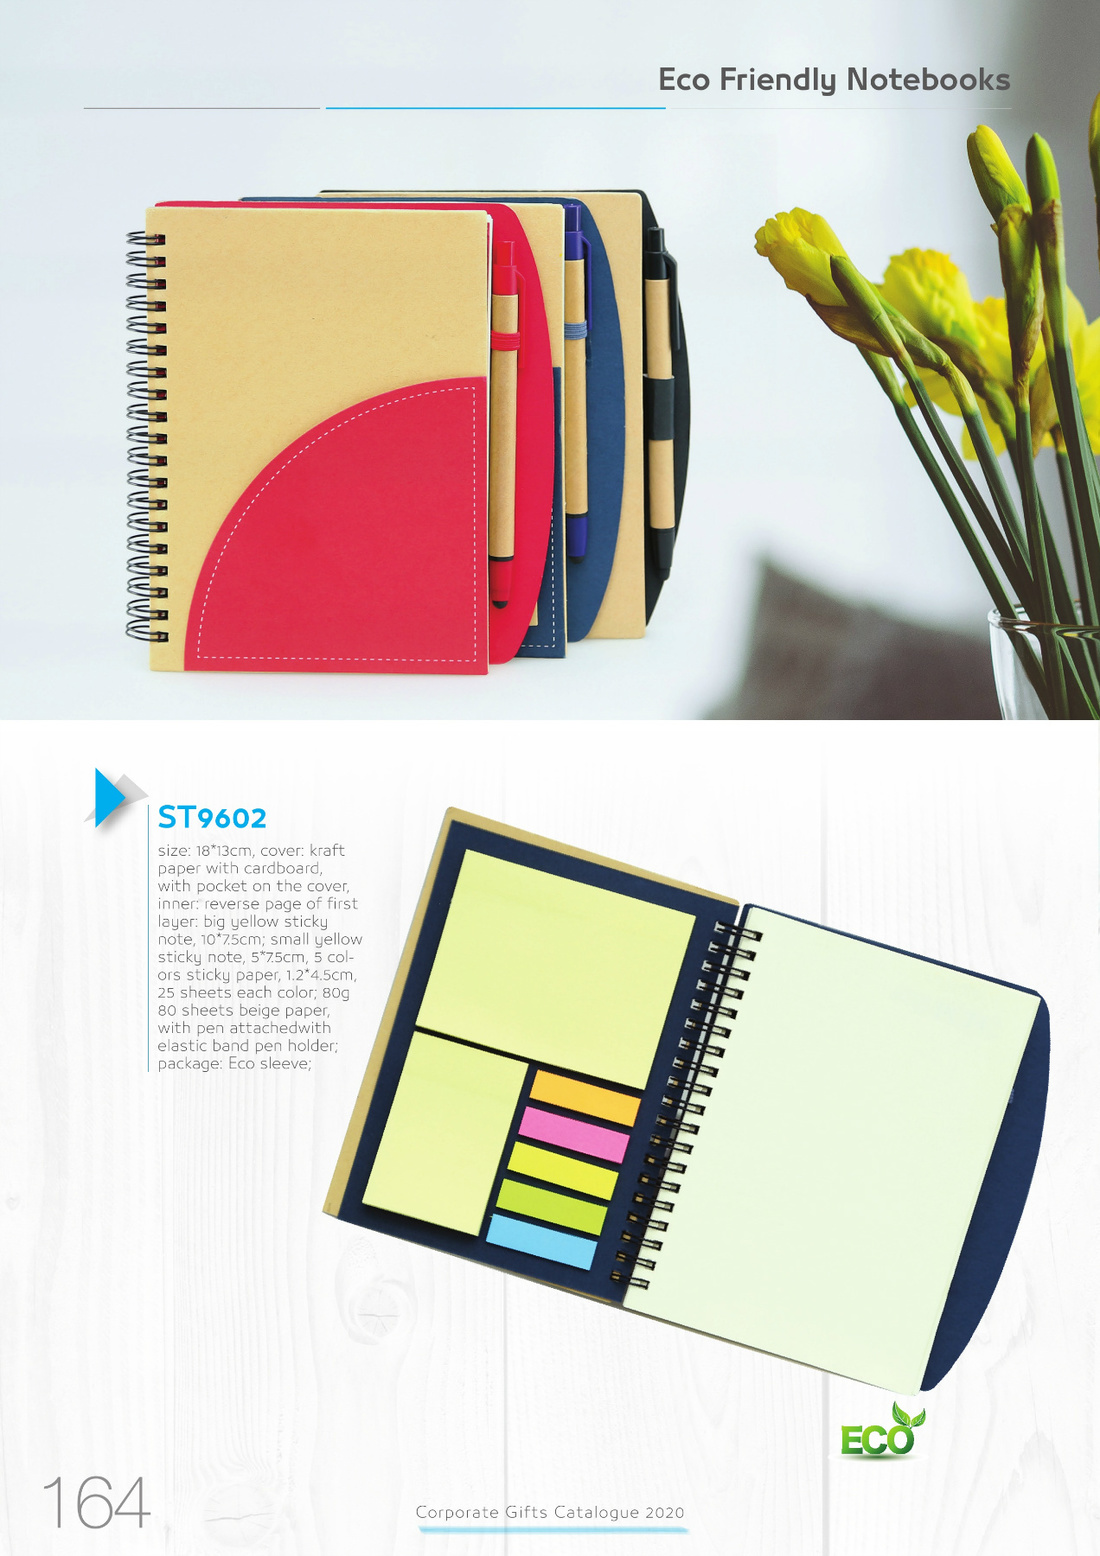 Eco Friendly Notebooks
ST9602
size: 18*13cm, cover: kraft
paper with cardboard,
with pocket on the cover,
inner: reverse page of first
layer: big yellow sticky
note, 10*7.5cm; small yellow
sticky note, 5*7.5cm, 5 col-
ors sticky paper, 1.2*4.5cm,
25 sheets each color; 80g
80 sheets beige paper,
with pen attachedwith
elastic band pen holder;
package: Eco sleeve;
ECO
164
Corporate Gifts Catalogue 2020